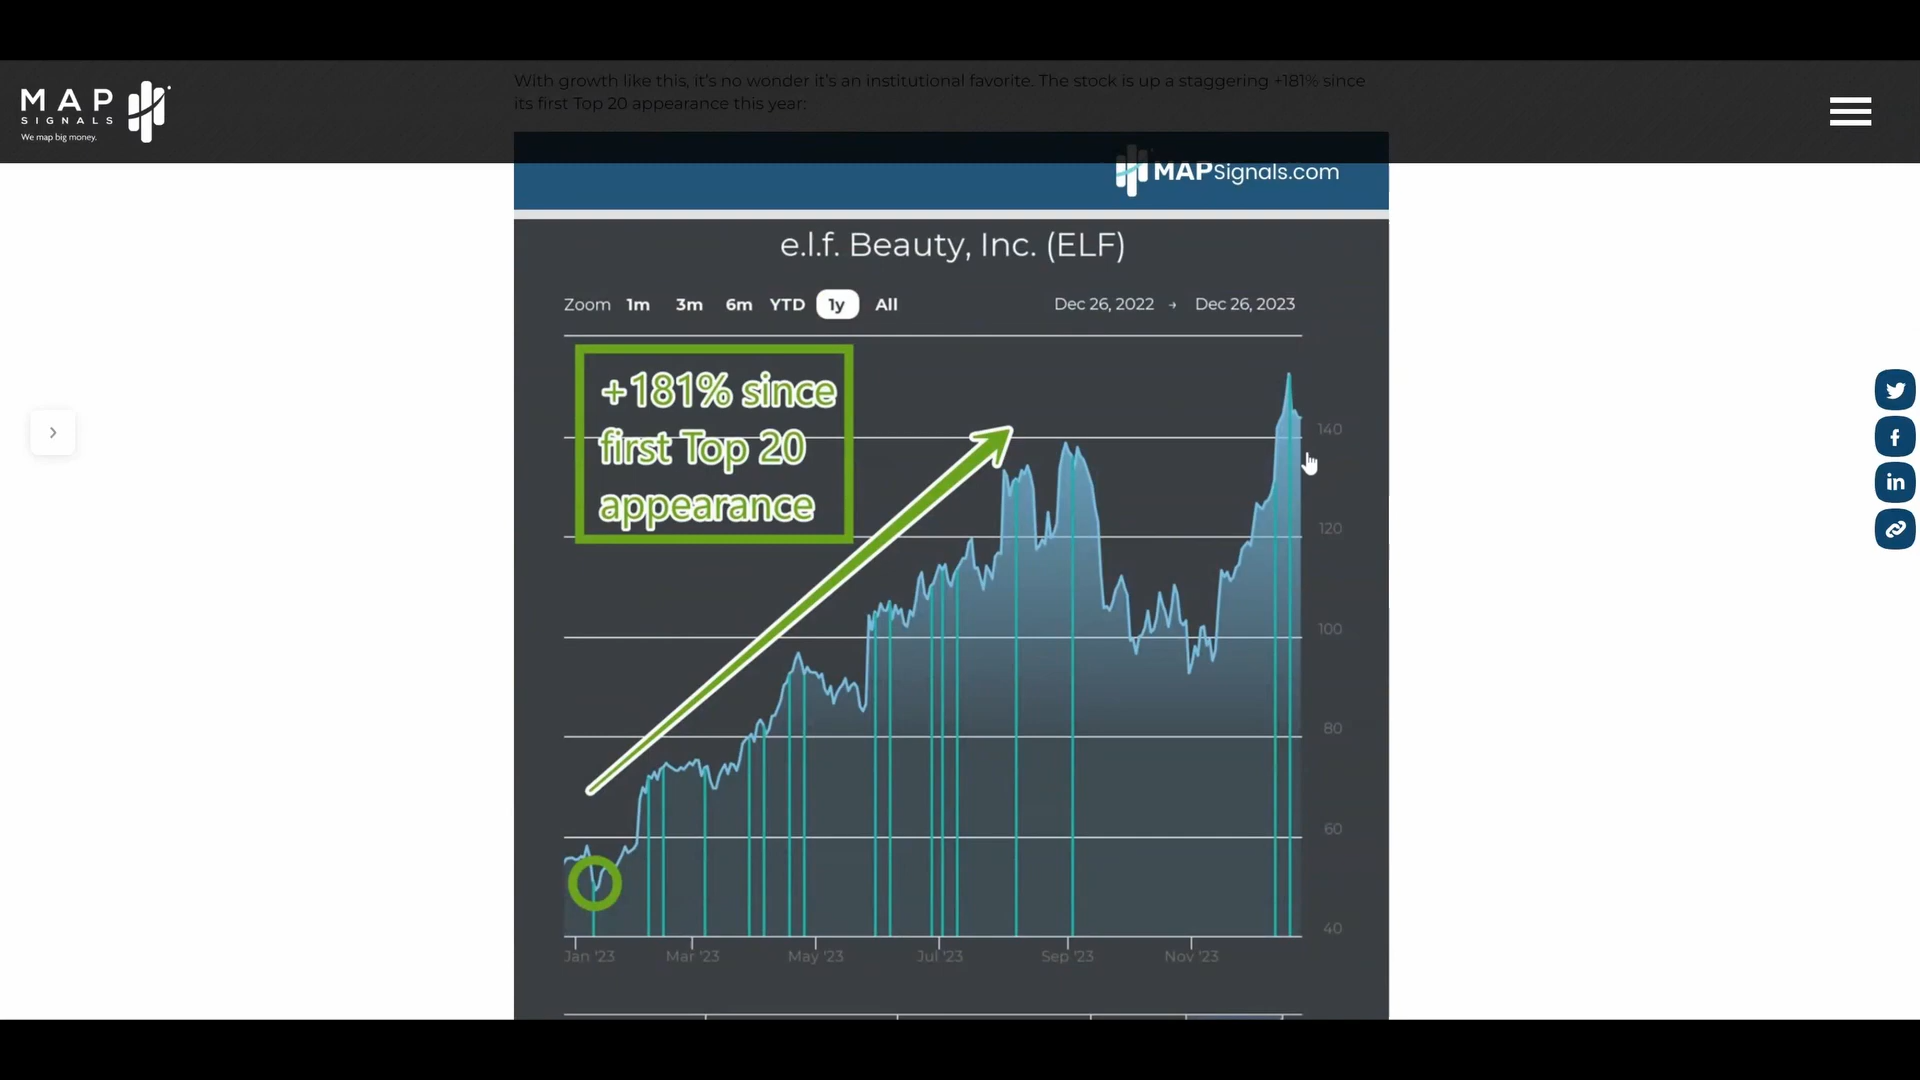 With growth like this, it's no wonder it's an institutional favorite. The stock is up a staggering +181% since
its first Top 20 appearance this year:
MAP
SIGNALS
We map big money.
MAPSignals.com
e.l.f. Beauty, Inc. (ELF)
Zoom 1m 3m 6m YTD 1y All Dec 26, 2022 → Dec 26, 2023
+181% since
first Top 20
appearance
140
120
100
80
60
40
Jan '23 Mar '23 May '23 Jul '23 Sep '23 Nov '23